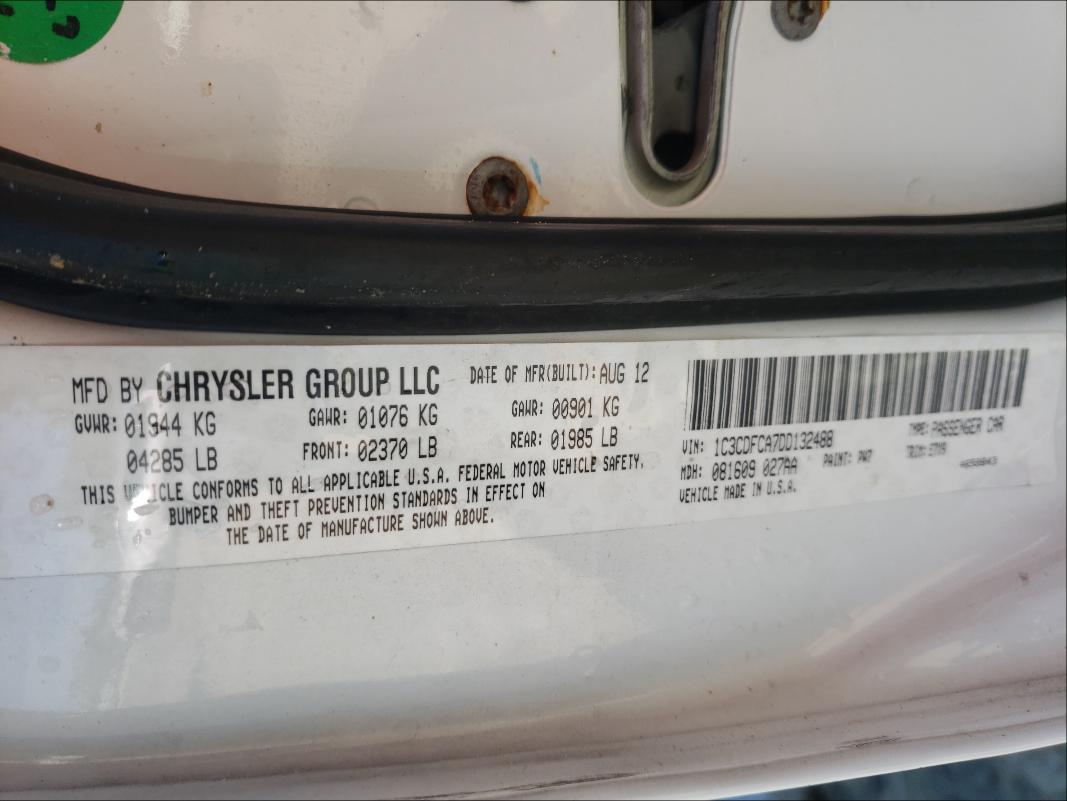 MFD BY CHRYSLER GROUP LLC
DATE OF MFR(BUILT): AUG 12
GVWR: 01944 KG
04285 LB
GAWR: 01076 KG
FRONT: 02370 LB
GAWR: 00901 KG
REAR: 01985 LB
THIS VEHICLE CONFORMS TO ALL APPLICABLE U.S.A. FEDERAL MOTOR VEHICLE SAFETY,
BUMPER AND THEFT PREVENTION STANDARDS IN EFFECT ON
THE DATE OF MANUFACTURE SHOWN ABOVE.
VIN: 1C3CDFCA7DD132488
TYPE: PASSENGER CAR
MDH: 081609 027AA
PAINT: PW7
TRIM:
VEHICLE MADE IN U.S.A.